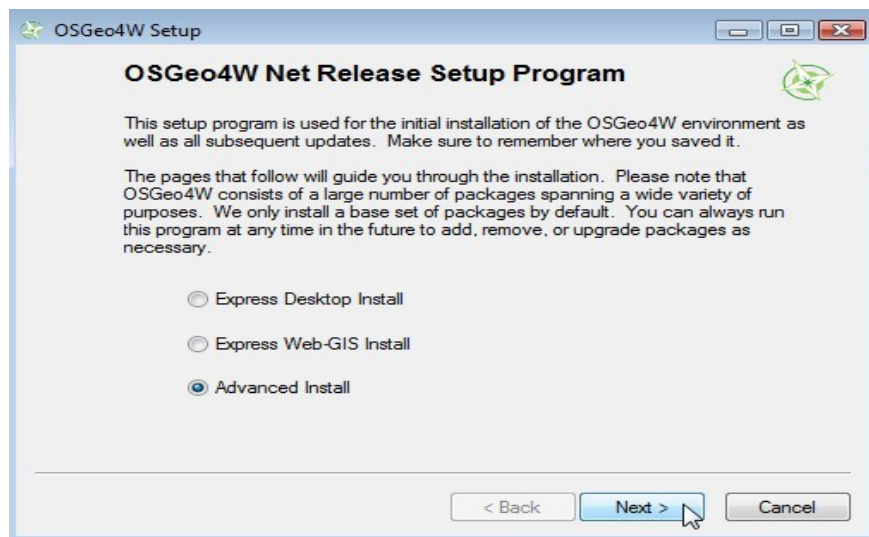 OSGeo4W Setup
OSGeo4W Net Release Setup Program
This setup program is used for the initial installation of the OSGeo4W environment as
well as all subsequent updates.  Make sure to remember where you saved it.
The pages that follow will guide you through the installation.  Please note that
OSGeo4W consists of a large number of packages spanning a wide variety of
purposes.  We only install a base set of packages by default.  You can always run
this program at any time in the future to add, remove, or upgrade packages as
necessary.
Express Desktop Install
Express Web-GIS Install
Advanced Install
< Back   Next >   Cancel